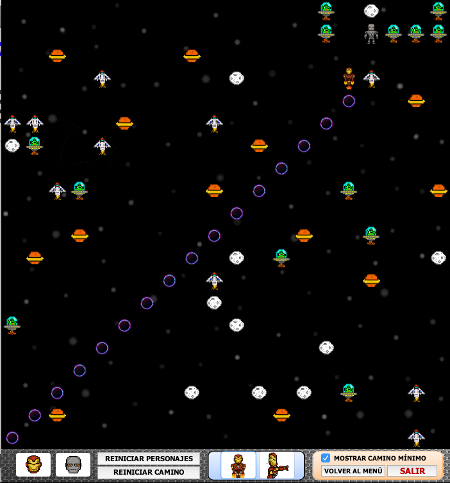 REINICIAR PERSONAJES
REINICIAR CAMINO
MOSTRAR CAMINO MÍNIMO
VOLVER AL MENÚ
SALIR